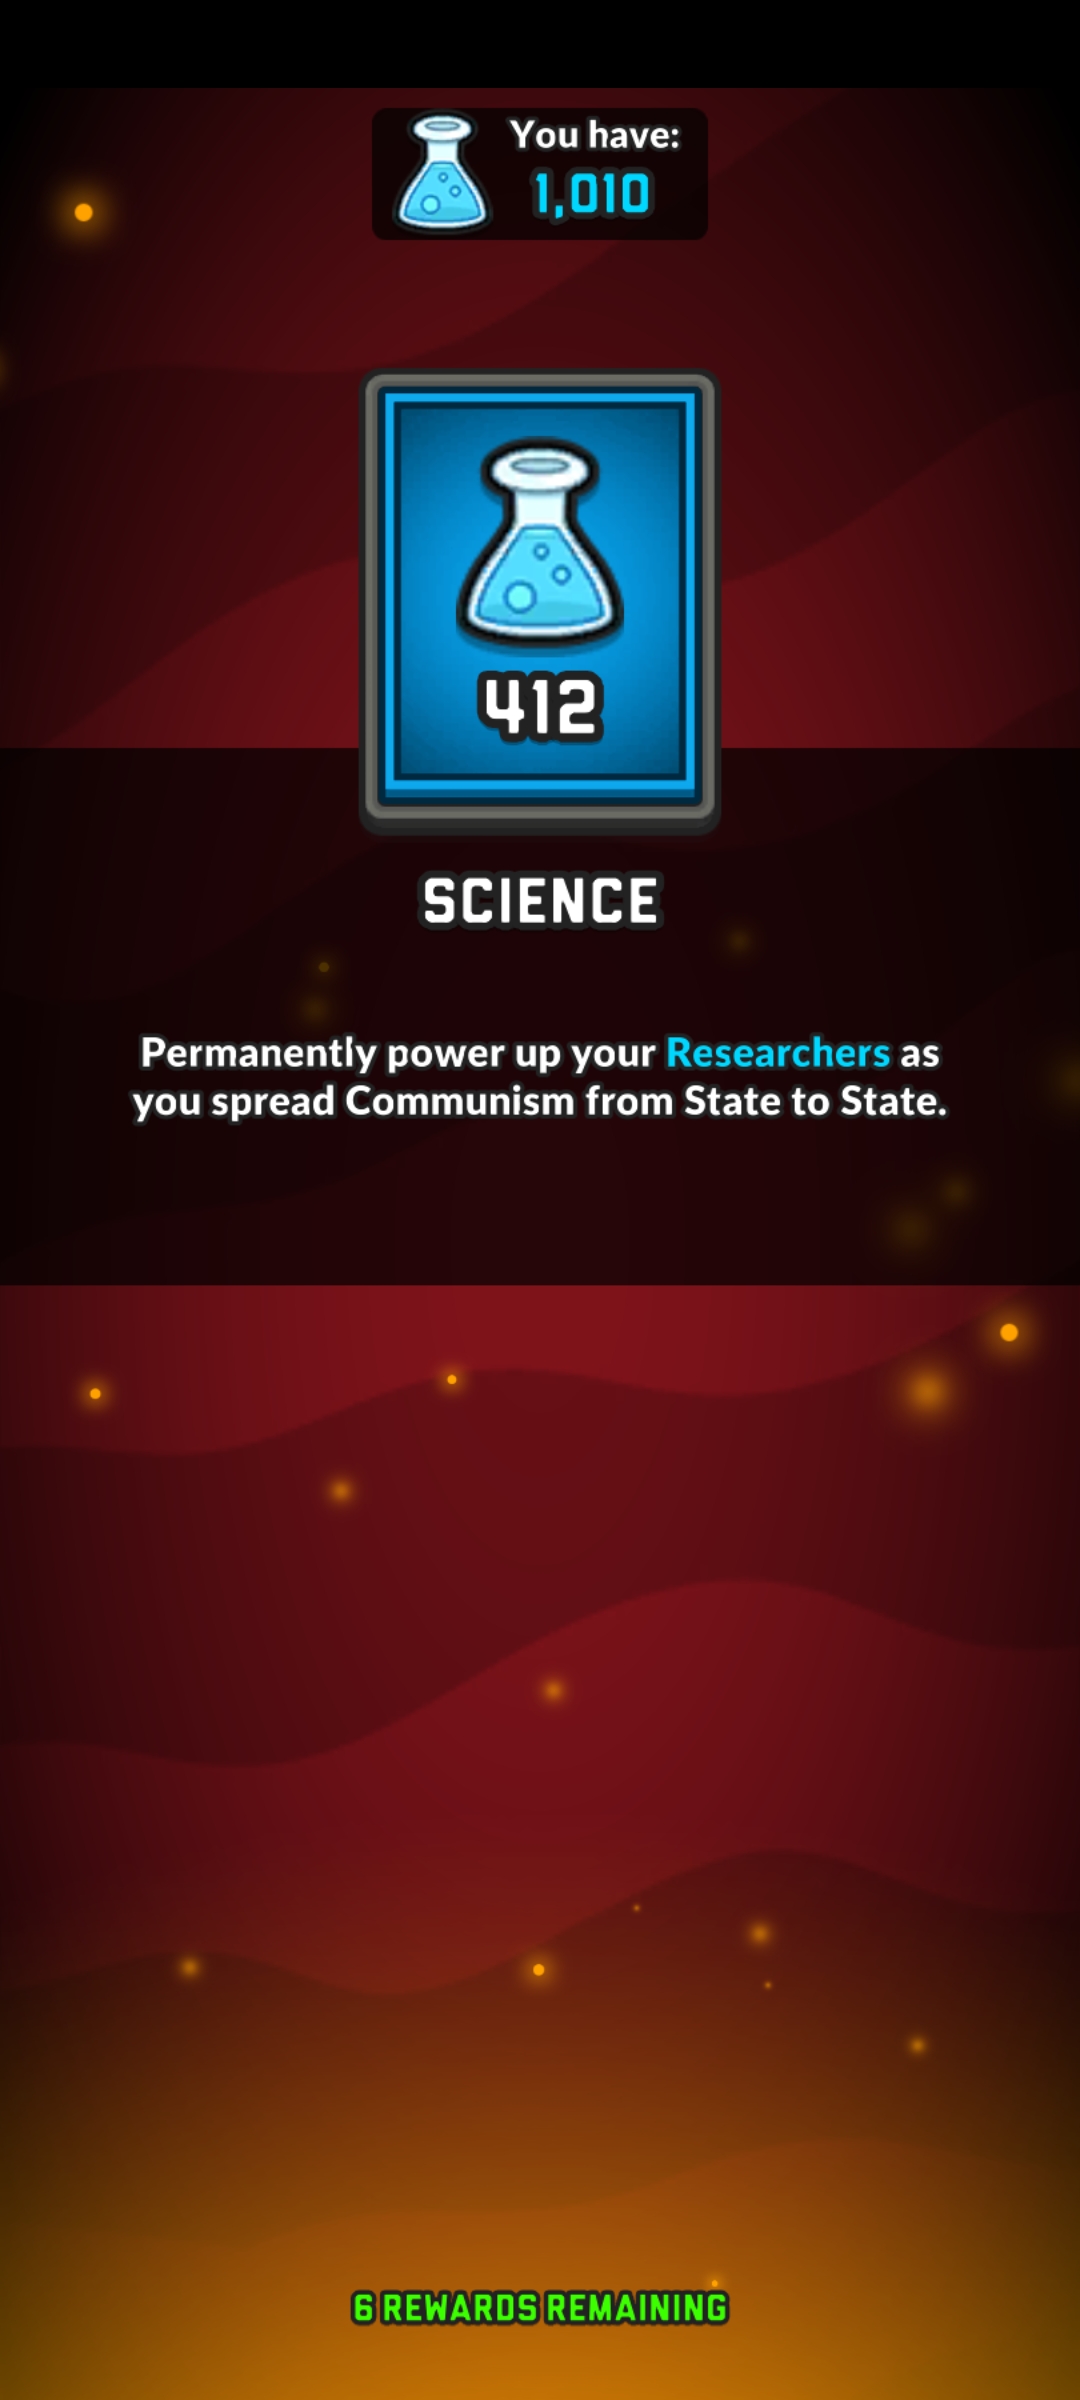 You have:
1,010
412
SCIENCE
Permanently power up your Researchers as
you spread Communism from State to State.
6 REWARDS REMAINING